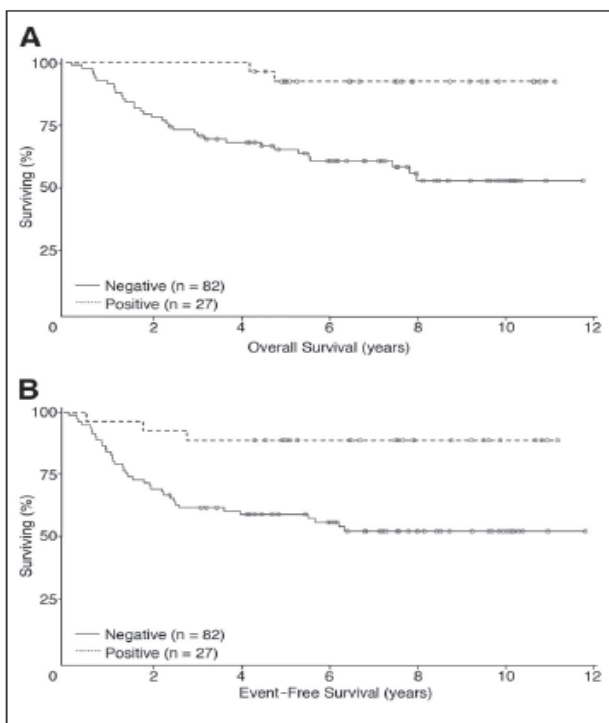 A
100
75
50
25
Surviving (%)
Negative (n = 82)
Positive (n = 27)
0 2 4 6 8 10 12
Overall Survival (years)
B
100
75
50
25
Surviving (%)
Negative (n = 82)
Positive (n = 27)
0 2 4 6 8 10 12
Event-Free Survival (years)